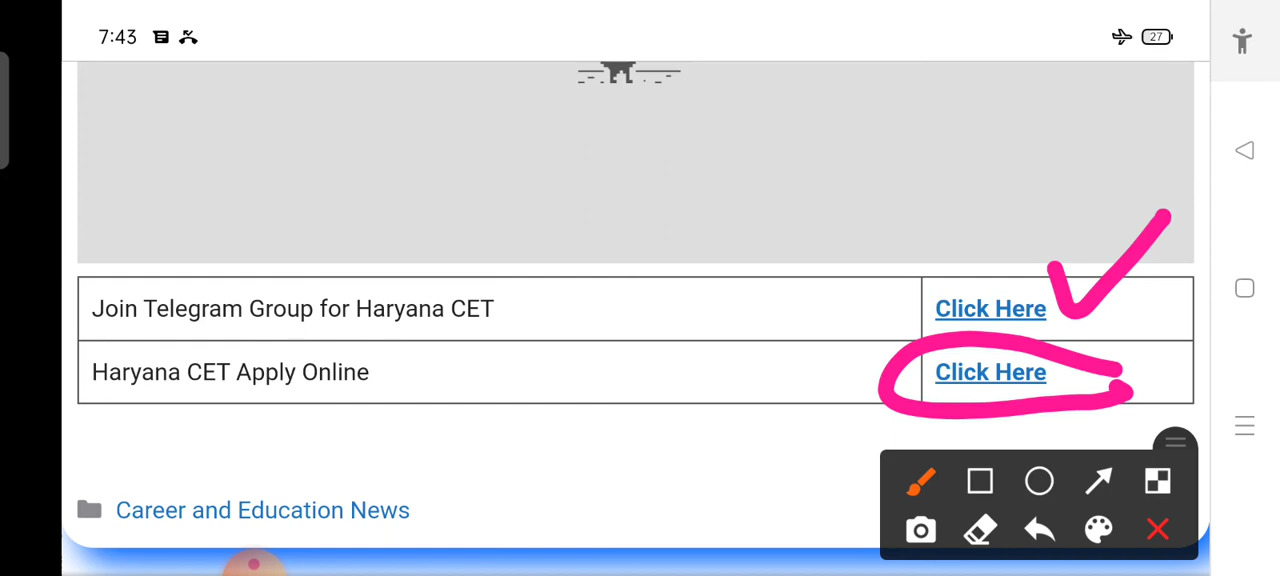 7:43
27
Join Telegram Group for Haryana CET Click Here
Haryana CET Apply Online Click Here
Career and Education News